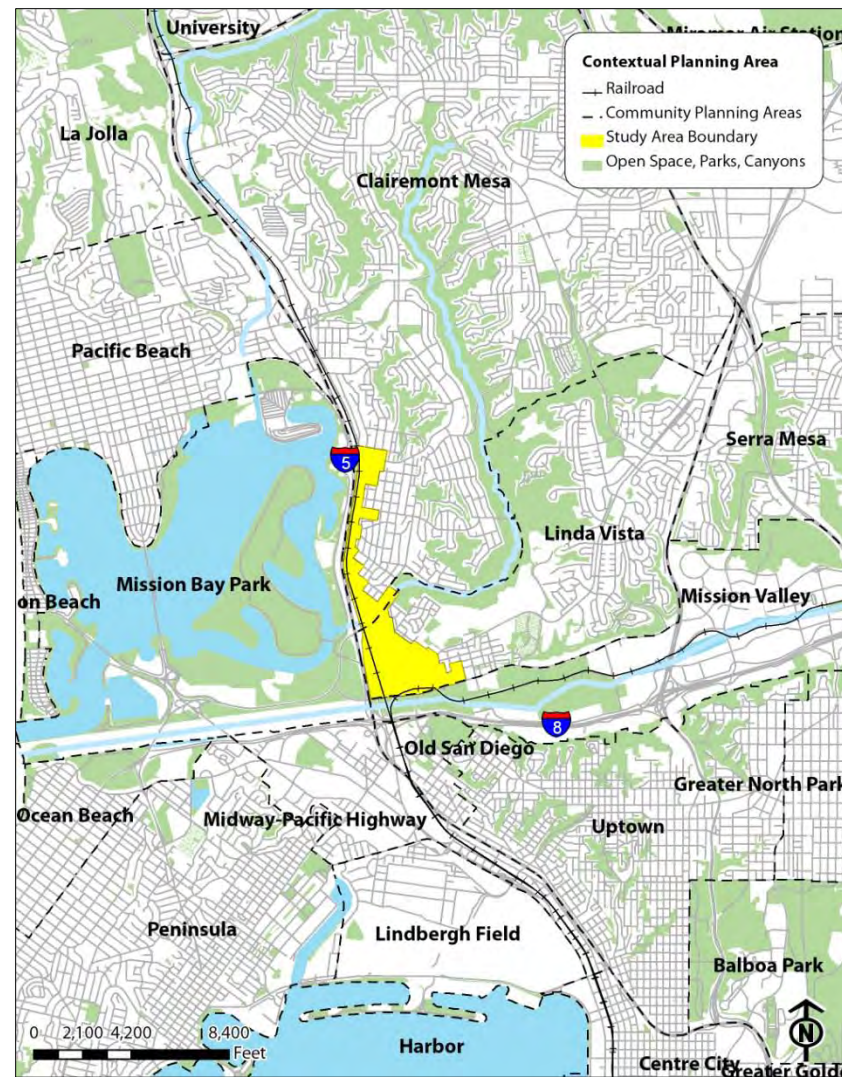 University
Miramar Air Station
Contextual Planning Area
Railroad
Community Planning Areas
Study Area Boundary
Open Space, Parks, Canyons
La Jolla
Clairemont Mesa
Pacific Beach
Serra Mesa
5
Linda Vista
Mission Bay Park
on Beach
Mission Valley
8
Old San Diego
Greater North Park
Ocean Beach
Midway-Pacific Highway
Uptown
Peninsula
Lindbergh Field
Balboa Park
0 2,100 4,200 8,400
Feet
Harbor
N
Centre City
Greater Golde